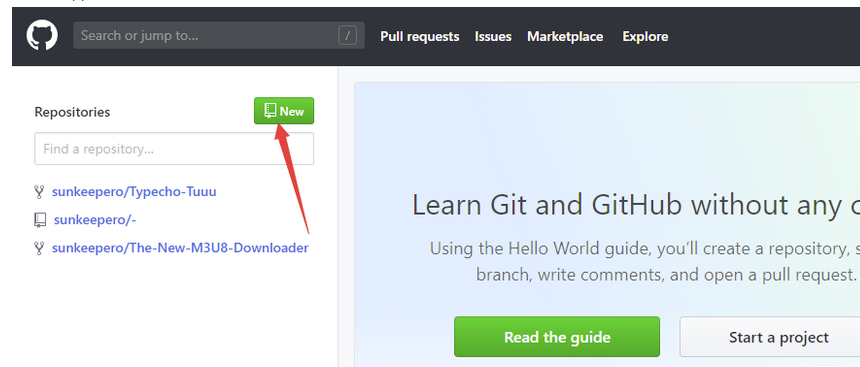 Search or jump to... /
Pull requests Issues Marketplace Explore
Repositories
New
Find a repository...
sunkeepero/Typecho-Tuuu
sunkeepero/-
sunkeepero/The-New-M3U8-Downloader
Learn Git and GitHub without any c
Using the Hello World guide, you'll create a repository, s
branch, write comments, and open a pull request.
Read the guide
Start a project